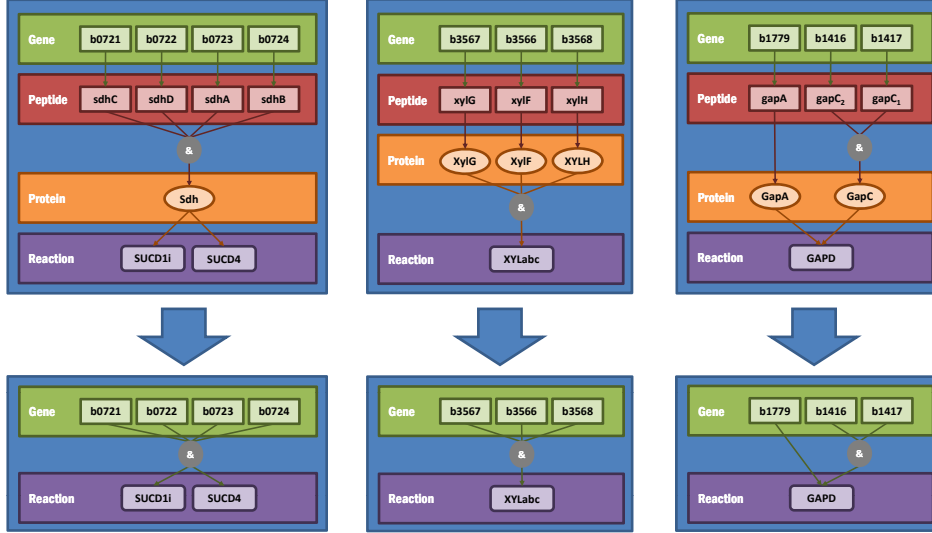 Gene b0721 b0722 b0723 b0724
Peptide sdhC sdhD sdhA sdhB
&
Protein Sdh
Reaction SUCD1i SUCD4
Gene b3567 b3566 b3568
Peptide xylG xylF xylH
Protein XylG XylF XYLH
&
Reaction XYLabc
Gene b1779 b1416 b1417
Peptide gapA gapC₂ gapC₁
&
Protein GapA GapC
Reaction GAPD
Gene b0721 b0722 b0723 b0724
&
Reaction SUCD1i SUCD4
Gene b3567 b3566 b3568
&
Reaction XYLabc
Gene b1779 b1416 b1417
&
Reaction GAPD